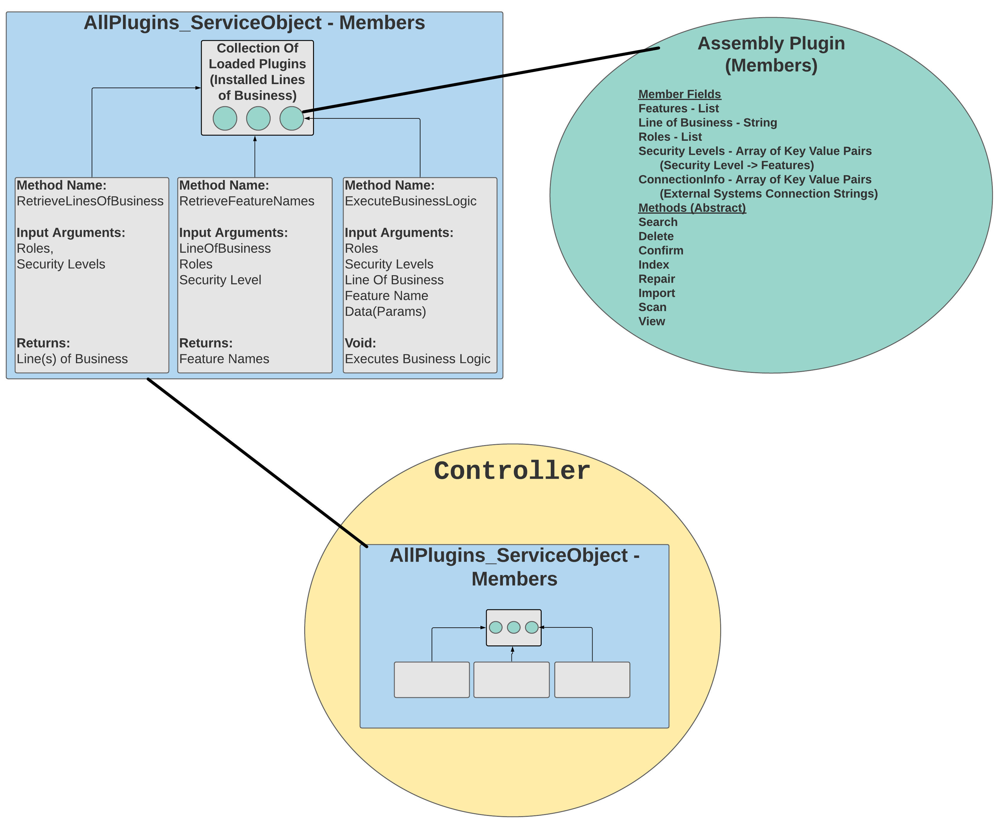 AllPlugins_ServiceObject - Members
Collection Of
Loaded Plugins
(Installed Lines
of Business)
Method Name:
RetrieveLinesOfBusiness
Input Arguments:
Roles,
Security Levels
Returns:
Line(s) of Business
Method Name:
RetrieveFeatureNames
Input Arguments:
LineOfBusiness
Roles
Security Level
Returns:
Feature Names
Method Name:
ExecuteBusinessLogic
Input Arguments:
Roles
Security Levels
Line Of Business
Feature Name
Data(Params)
Void:
Executes Business Logic
Assembly Plugin
(Members)
Member Fields
Features - List
Line of Business - String
Roles - List
Security Levels - Array of Key Value Pairs
(Security Level -> Features)
ConnectionInfo - Array of Key Value Pairs
(External Systems Connection Strings)
Methods (Abstract)
Search
Delete
Confirm
Index
Repair
Import
Scan
View
Controller
AllPlugins_ServiceObject -
Members